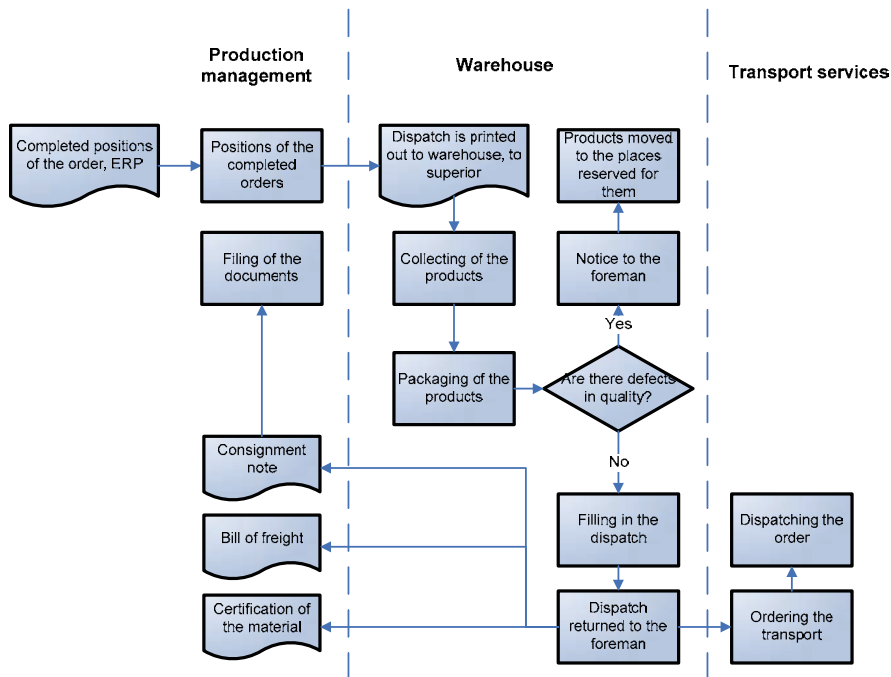 Production
management
Warehouse
Transport services
Completed positions
of the order, ERP
Positions of the
completed
orders
Dispatch is printed
out to warehouse, to
superior
Products moved
to the places
reserved for
them
Filing of the
documents
Collecting of the
products
Notice to the
foreman
Yes
Packaging of the
products
Are there defects
in quality?
No
Consignment
note
Filling in the
dispatch
Dispatching the
order
Bill of freight
Certification of
the material
Dispatch
returned to the
foreman
Ordering the
transport